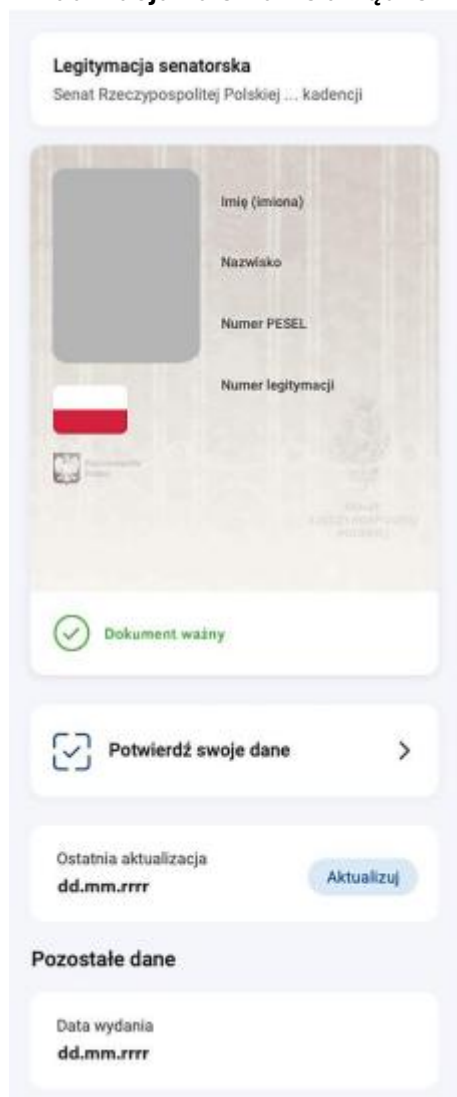 Legitymacja senatorska
Senat Rzeczypospolitej Polskiej ... kadencji
Imię (imiona)
Nazwisko
Numer PESEL
Numer legitymacji
Dokument ważny
Potwierdź swoje dane
Ostatnia aktualizacja
dd.mm.rrrr
Aktualizuj
Pozostałe dane
Data wydania
dd.mm.rrrr